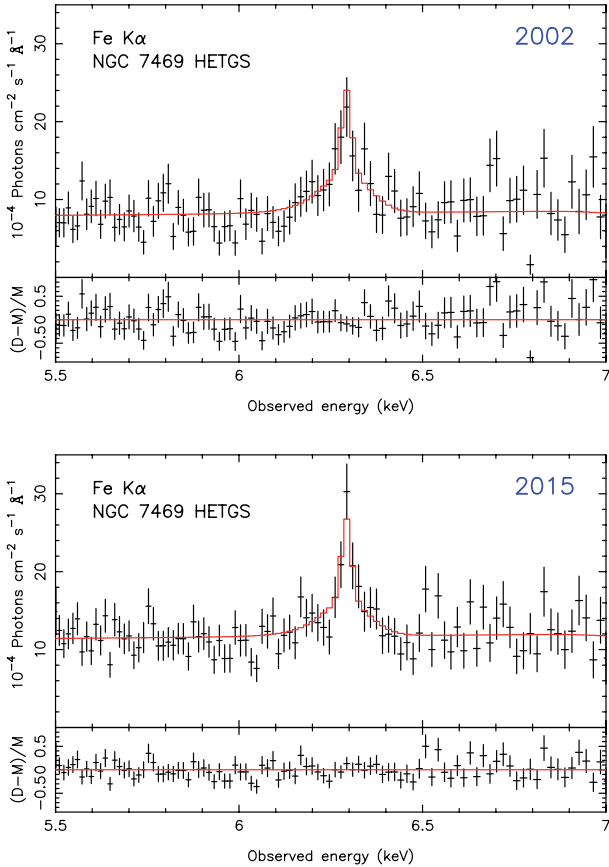 2002
Fe Kα
NGC 7469 HETGS
10⁻⁴ Photons cm⁻² s⁻¹ Å⁻¹
30
20
10
(D−M)/M
0.5
0
−0.5
5.5 6 6.5 7
Observed energy (keV)
2015
Fe Kα
NGC 7469 HETGS
10⁻⁴ Photons cm⁻² s⁻¹ Å⁻¹
30
20
10
(D−M)/M
0.5
0
−0.5
5.5 6 6.5 7
Observed energy (keV)